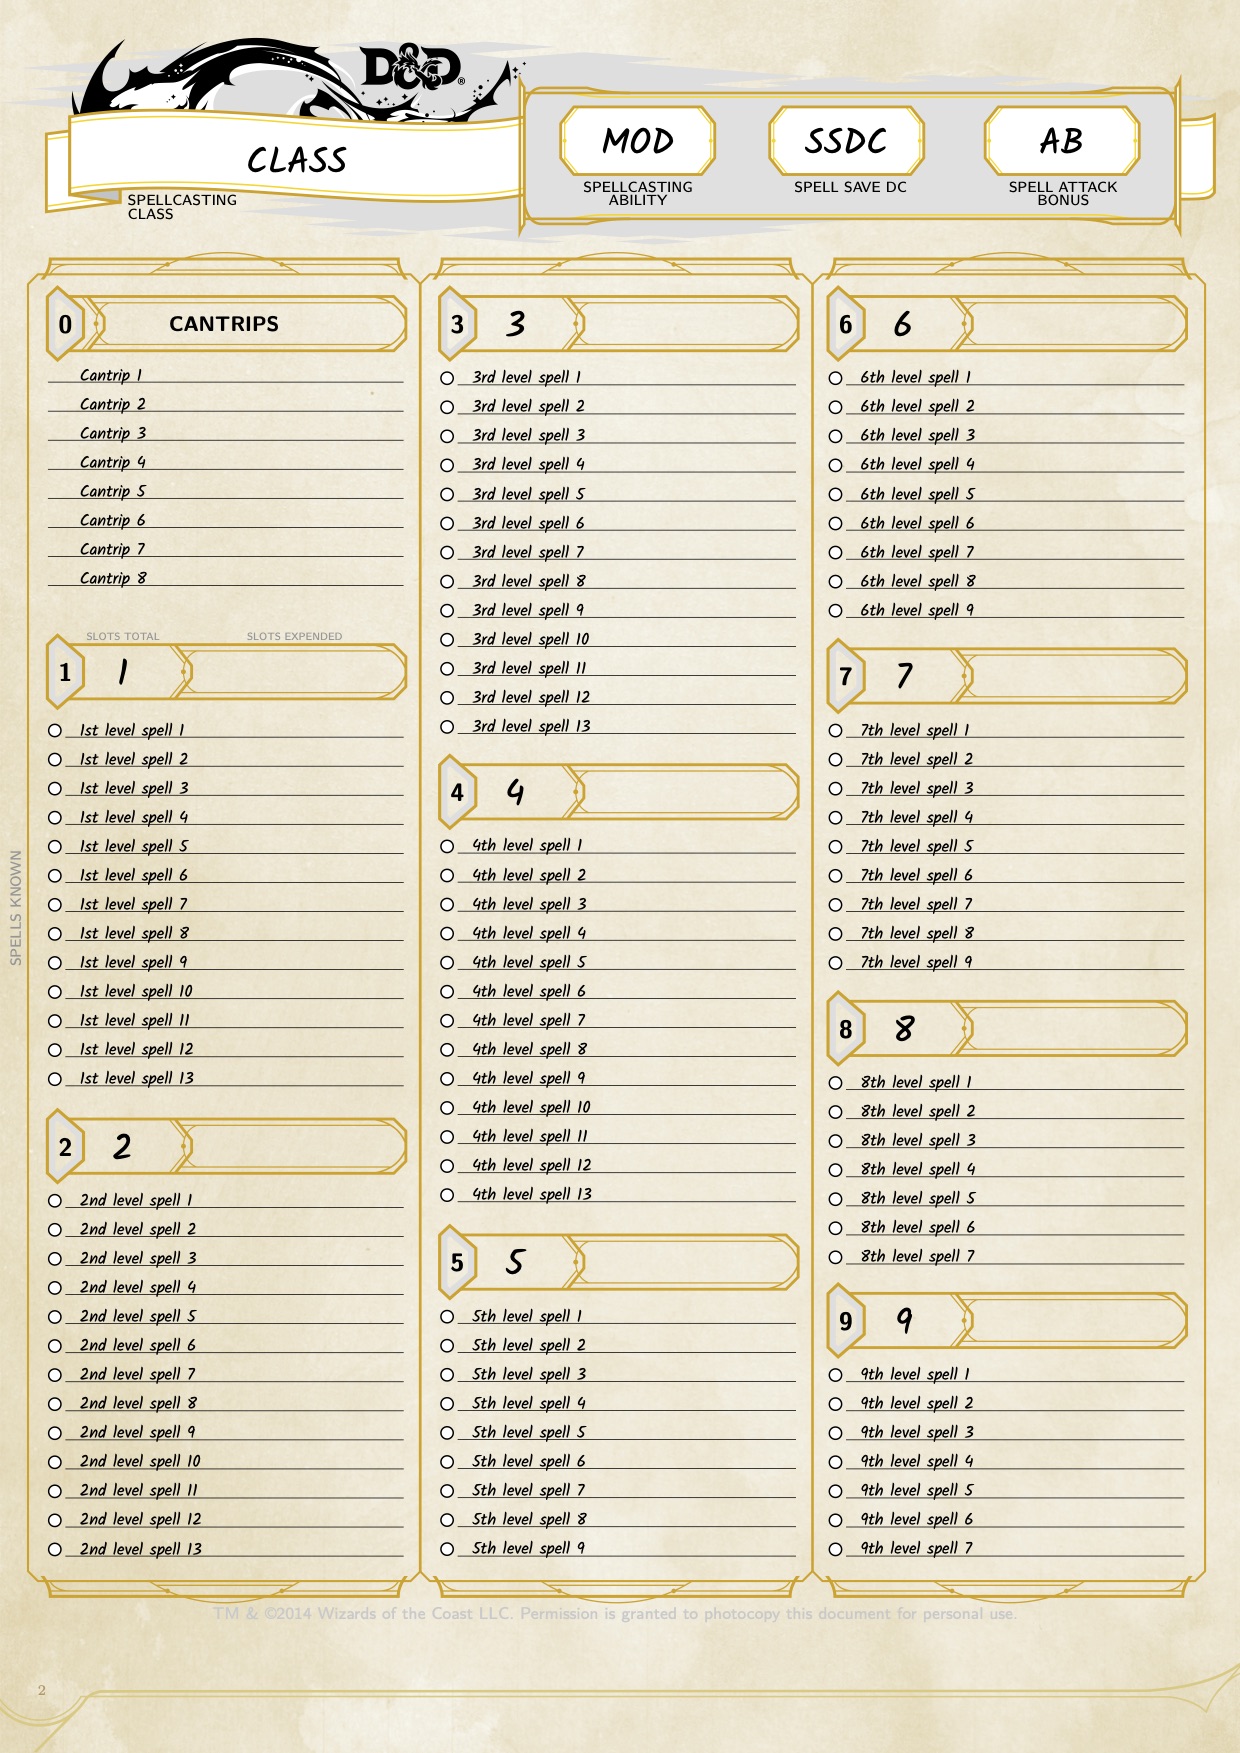 D&D®
CLASS
SPELLCASTING
CLASS
MOD
SPELLCASTING
ABILITY
SSDC
SPELL SAVE DC
AB
SPELL ATTACK
BONUS
SPELLS KNOWN
0 CANTRIPS
Cantrip 1
Cantrip 2
Cantrip 3
Cantrip 4
Cantrip 5
Cantrip 6
Cantrip 7
Cantrip 8
SLOTS TOTAL SLOTS EXPENDED
1 1
1st level spell 1
1st level spell 2
1st level spell 3
1st level spell 4
1st level spell 5
1st level spell 6
1st level spell 7
1st level spell 8
1st level spell 9
1st level spell 10
1st level spell 11
1st level spell 12
1st level spell 13
2 2
2nd level spell 1
2nd level spell 2
2nd level spell 3
2nd level spell 4
2nd level spell 5
2nd level spell 6
2nd level spell 7
2nd level spell 8
2nd level spell 9
2nd level spell 10
2nd level spell 11
2nd level spell 12
2nd level spell 13
3 3
3rd level spell 1
3rd level spell 2
3rd level spell 3
3rd level spell 4
3rd level spell 5
3rd level spell 6
3rd level spell 7
3rd level spell 8
3rd level spell 9
3rd level spell 10
3rd level spell 11
3rd level spell 12
3rd level spell 13
4 4
4th level spell 1
4th level spell 2
4th level spell 3
4th level spell 4
4th level spell 5
4th level spell 6
4th level spell 7
4th level spell 8
4th level spell 9
4th level spell 10
4th level spell 11
4th level spell 12
4th level spell 13
5 5
5th level spell 1
5th level spell 2
5th level spell 3
5th level spell 4
5th level spell 5
5th level spell 6
5th level spell 7
5th level spell 8
5th level spell 9
6 6
6th level spell 1
6th level spell 2
6th level spell 3
6th level spell 4
6th level spell 5
6th level spell 6
6th level spell 7
6th level spell 8
6th level spell 9
7 7
7th level spell 1
7th level spell 2
7th level spell 3
7th level spell 4
7th level spell 5
7th level spell 6
7th level spell 7
7th level spell 8
7th level spell 9
8 8
8th level spell 1
8th level spell 2
8th level spell 3
8th level spell 4
8th level spell 5
8th level spell 6
8th level spell 7
9 9
9th level spell 1
9th level spell 2
9th level spell 3
9th level spell 4
9th level spell 5
9th level spell 6
9th level spell 7
TM & ©2014 Wizards of the Coast LLC. Permission is granted to photocopy this document for personal use.
2